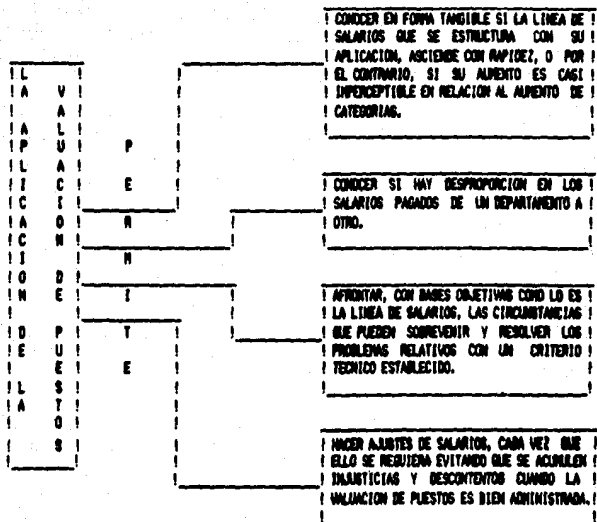 LA APLICACION DE LA
VALUACION DE PUESTOS
PERMITE
CONOCER EN FORMA TANGIBLE SI LA LINEA DE
SALARIOS QUE SE ESTRUCTURA CON SU
APLICACION, ASCIENDE CON RAPIDEZ, O POR
EL CONTRARIO, SI SU AUMENTO ES CASI
IMPERCEPTIBLE EN RELACION AL AUMENTO DE
CATEGORIAS.
CONOCER SI HAY DESPROPORCION EN LOS
SALARIOS PAGADOS DE UN DEPARTAMENTO A
OTRO.
AFRONTAR, CON BASES OBJETIVAS COMO LO ES
LA LINEA DE SALARIOS, LAS CIRCUNSTANCIAS
QUE PUEDEN SOBREVENIR Y RESOLVER LOS
PROBLEMAS RELATIVOS CON UN CRITERIO
TECNICO ESTABLECIDO.
HACER AJUSTES DE SALARIOS, CADA VEZ QUE
ELLO SE REQUIERA EVITANDO QUE SE ACUMULEN
INJUSTICIAS Y DESCONTENTOS CUANDO LA
VALUACION DE PUESTOS ES BIEN ADMINISTRADA.